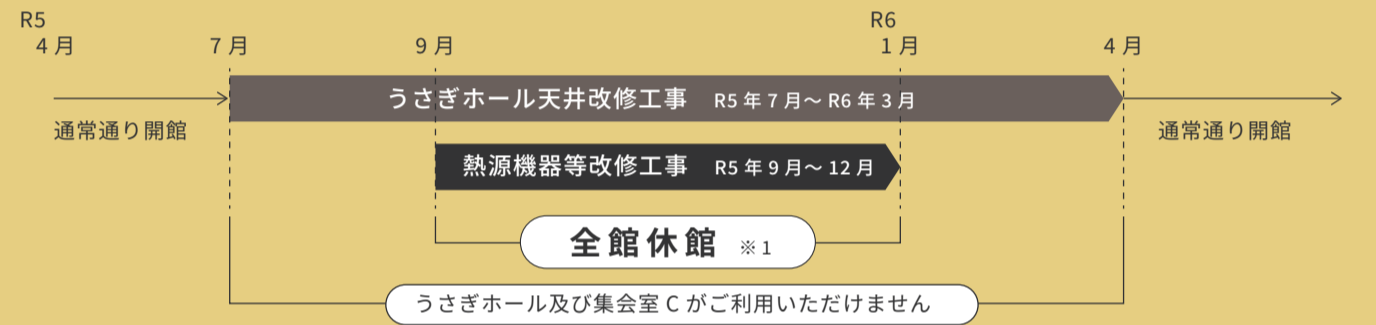 R5
4月 7月 9月 R6
1月 4月
うさぎホール天井改修工事 R5年7月〜R6年3月
通常通り開館 通常通り開館
熱源機器等改修工事 R5年9月〜12月
全館休館 ※1
うさぎホール及び集会室Cがご利用いただけません